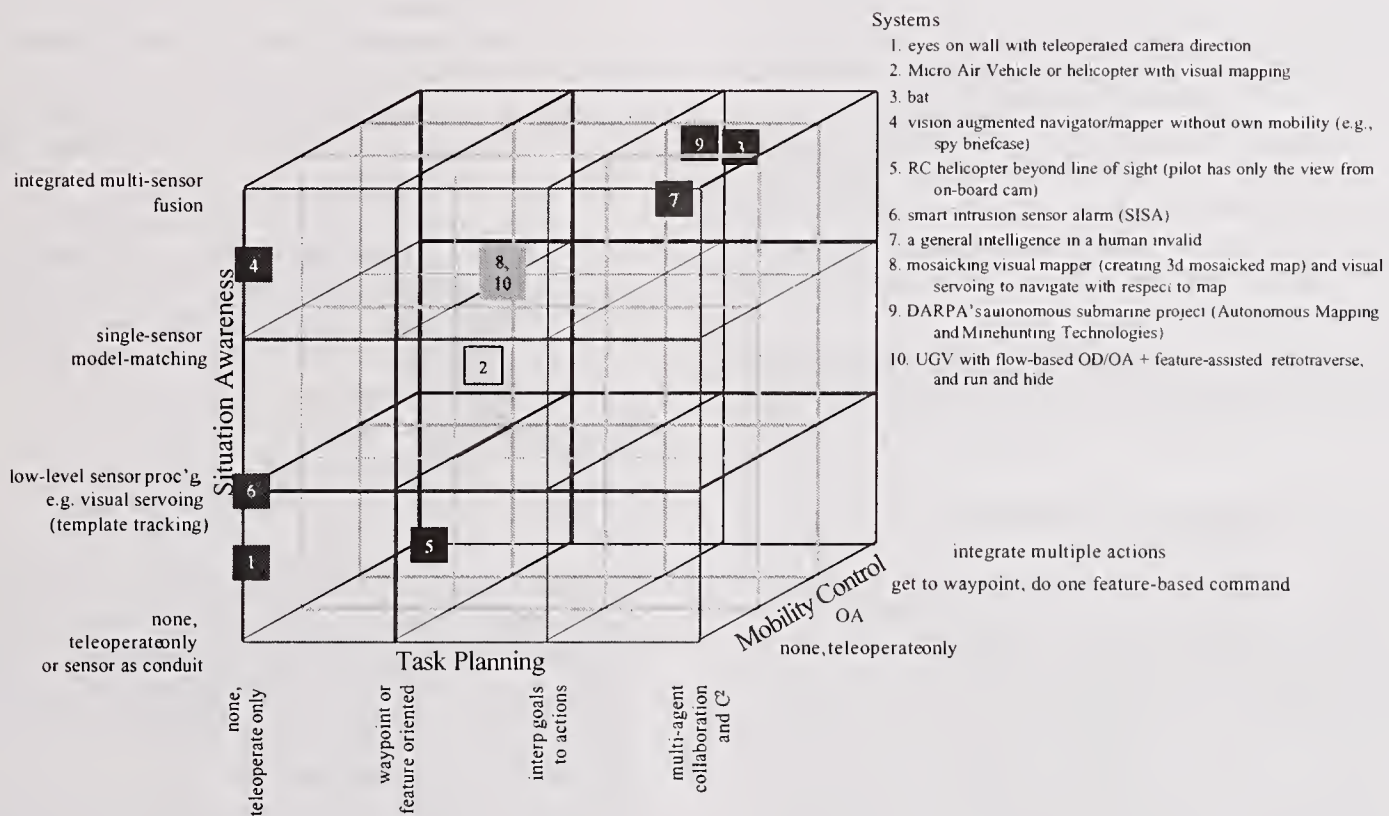 Systems
1. eyes on wall with teleoperated camera direction
2. Micro Air Vehicle or helicopter with visual mapping
3. bat
4 vision augmented navigator/mapper without own mobility (e.g.,
spy briefcase)
5. RC helicopter beyond line of sight (pilot has only the view from
on-board cam)
6. smart intrusion sensor alarm (SISA)
7. a general intelligence in a human invalid
8. mosaicking visual mapper (creating 3d mosaicked map) and visual
servoing to navigate with respect to map
9. DARPA's autonomous submarine project (Autonomous Mapping
and Minehunting Technologies)
10. UGV with flow-based OD/OA + feature-assisted retrotraverse,
and run and hide
9
3
7
4
8,
10
2
6
5
1
Situation Awareness
integrated multi-sensor
fusion
single-sensor
model-matching
low-level sensor proc'g
e.g. visual servoing
(template tracking)
none,
teleoperate only
or sensor as conduit
Task Planning
none,
teleoperate only
waypoint or
feature oriented
interp goals
to actions
multi-agent
collaboration
and C²
Mobility Control
integrate multiple actions
get to waypoint, do one feature-based command
OA
none, teleoperate only